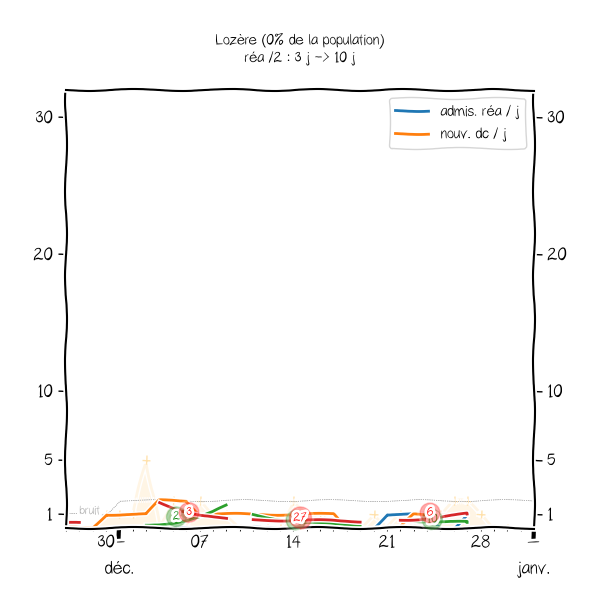 Lozère (0% de la population)
réa /2 : 3 j -> 10 j
admis. réa / j
nouv. dc / j
30
30
20
20
10
10
5
5
1
1
bruit
2
3
27
6
30
07
14
21
28
déc.
janv.